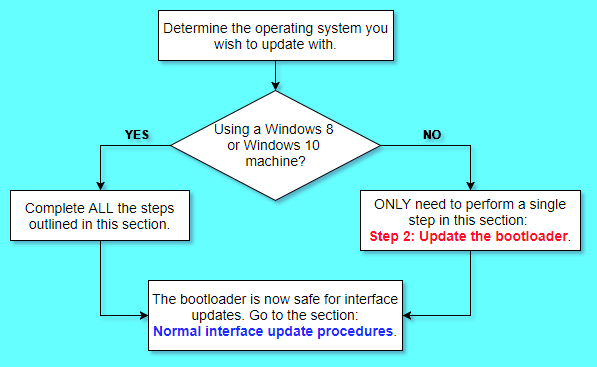 Determine the operating system you
wish to update with.
Using a Windows 8
or Windows 10
machine?
YES
NO
Complete ALL the steps
outlined in this section.
ONLY need to perform a single
step in this section:
Step 2: Update the bootloader.
The bootloader is now safe for interface
updates. Go to the section:
Normal interface update procedures.